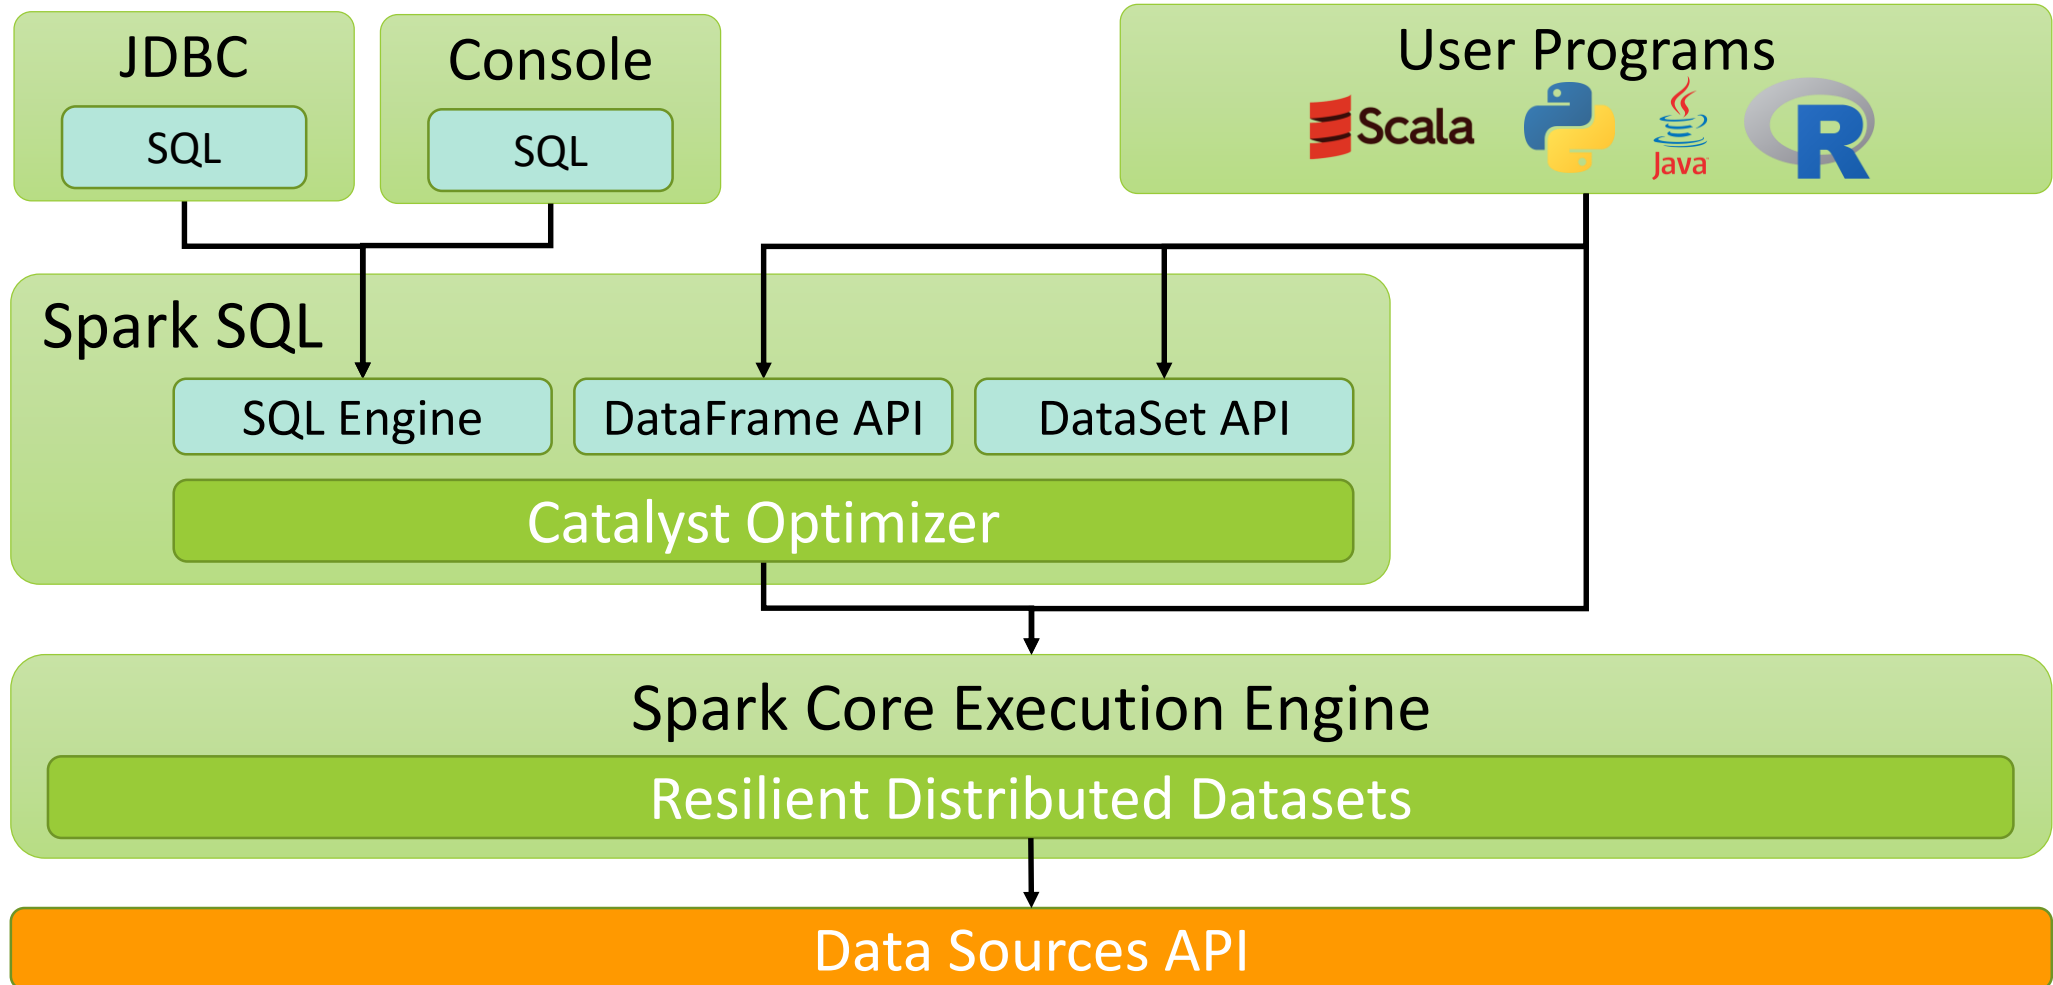 JDBC
SQL
Console
SQL
User Programs
Scala
Java
R
Spark SQL
SQL Engine
DataFrame API
DataSet API
Catalyst Optimizer
Spark Core Execution Engine
Resilient Distributed Datasets
Data Sources API